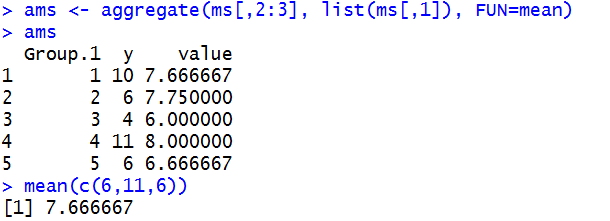 > ams <- aggregate(ms[,2:3], list(ms[,1]), FUN=mean)
> ams
  Group.1  y    value
1       1 10 7.666667
2       2  6 7.750000
3       3  4 6.000000
4       4 11 8.000000
5       5  6 6.666667
> mean(c(6,11,6))
[1] 7.666667